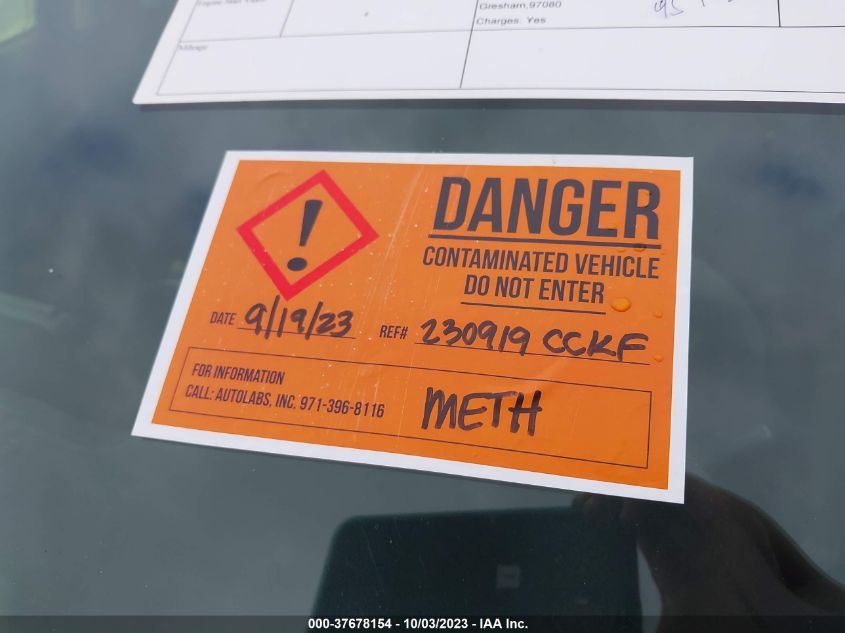 Gresham,97080
Charges: Yes
Mileage
!
DANGER
CONTAMINATED VEHICLE
DO NOT ENTER
DATE 9/19/23 REF# 230919 CCKF
FOR INFORMATION
CALL: AUTOLABS, INC. 971-396-8116
METH
000-37678154 - 10/03/2023 - IAA Inc.